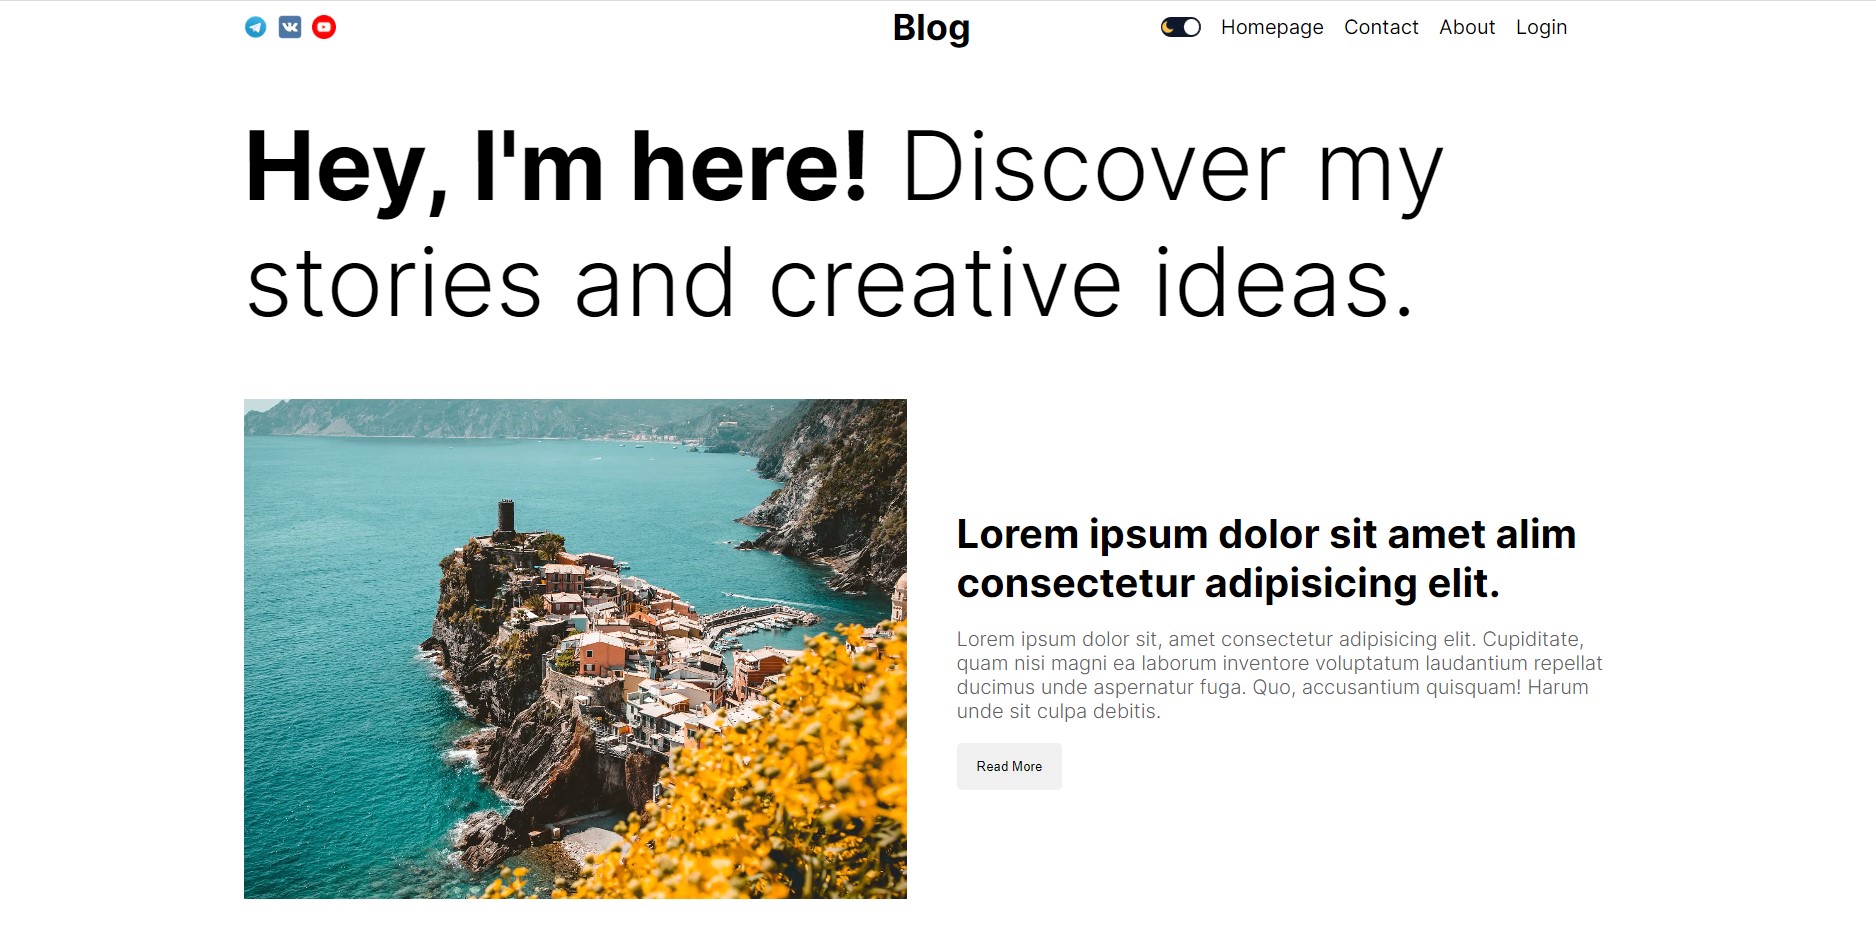 Blog
Homepage Contact About Login
Hey, I'm here! Discover my
stories and creative ideas.
Lorem ipsum dolor sit amet alim
consectetur adipisicing elit.
Lorem ipsum dolor sit, amet consectetur adipisicing elit. Cupiditate,
quam nisi magni ea laborum inventore voluptatum laudantium repellat
ducimus unde aspernatur fuga. Quo, accusantium quisquam! Harum
unde sit culpa debitis.
Read More